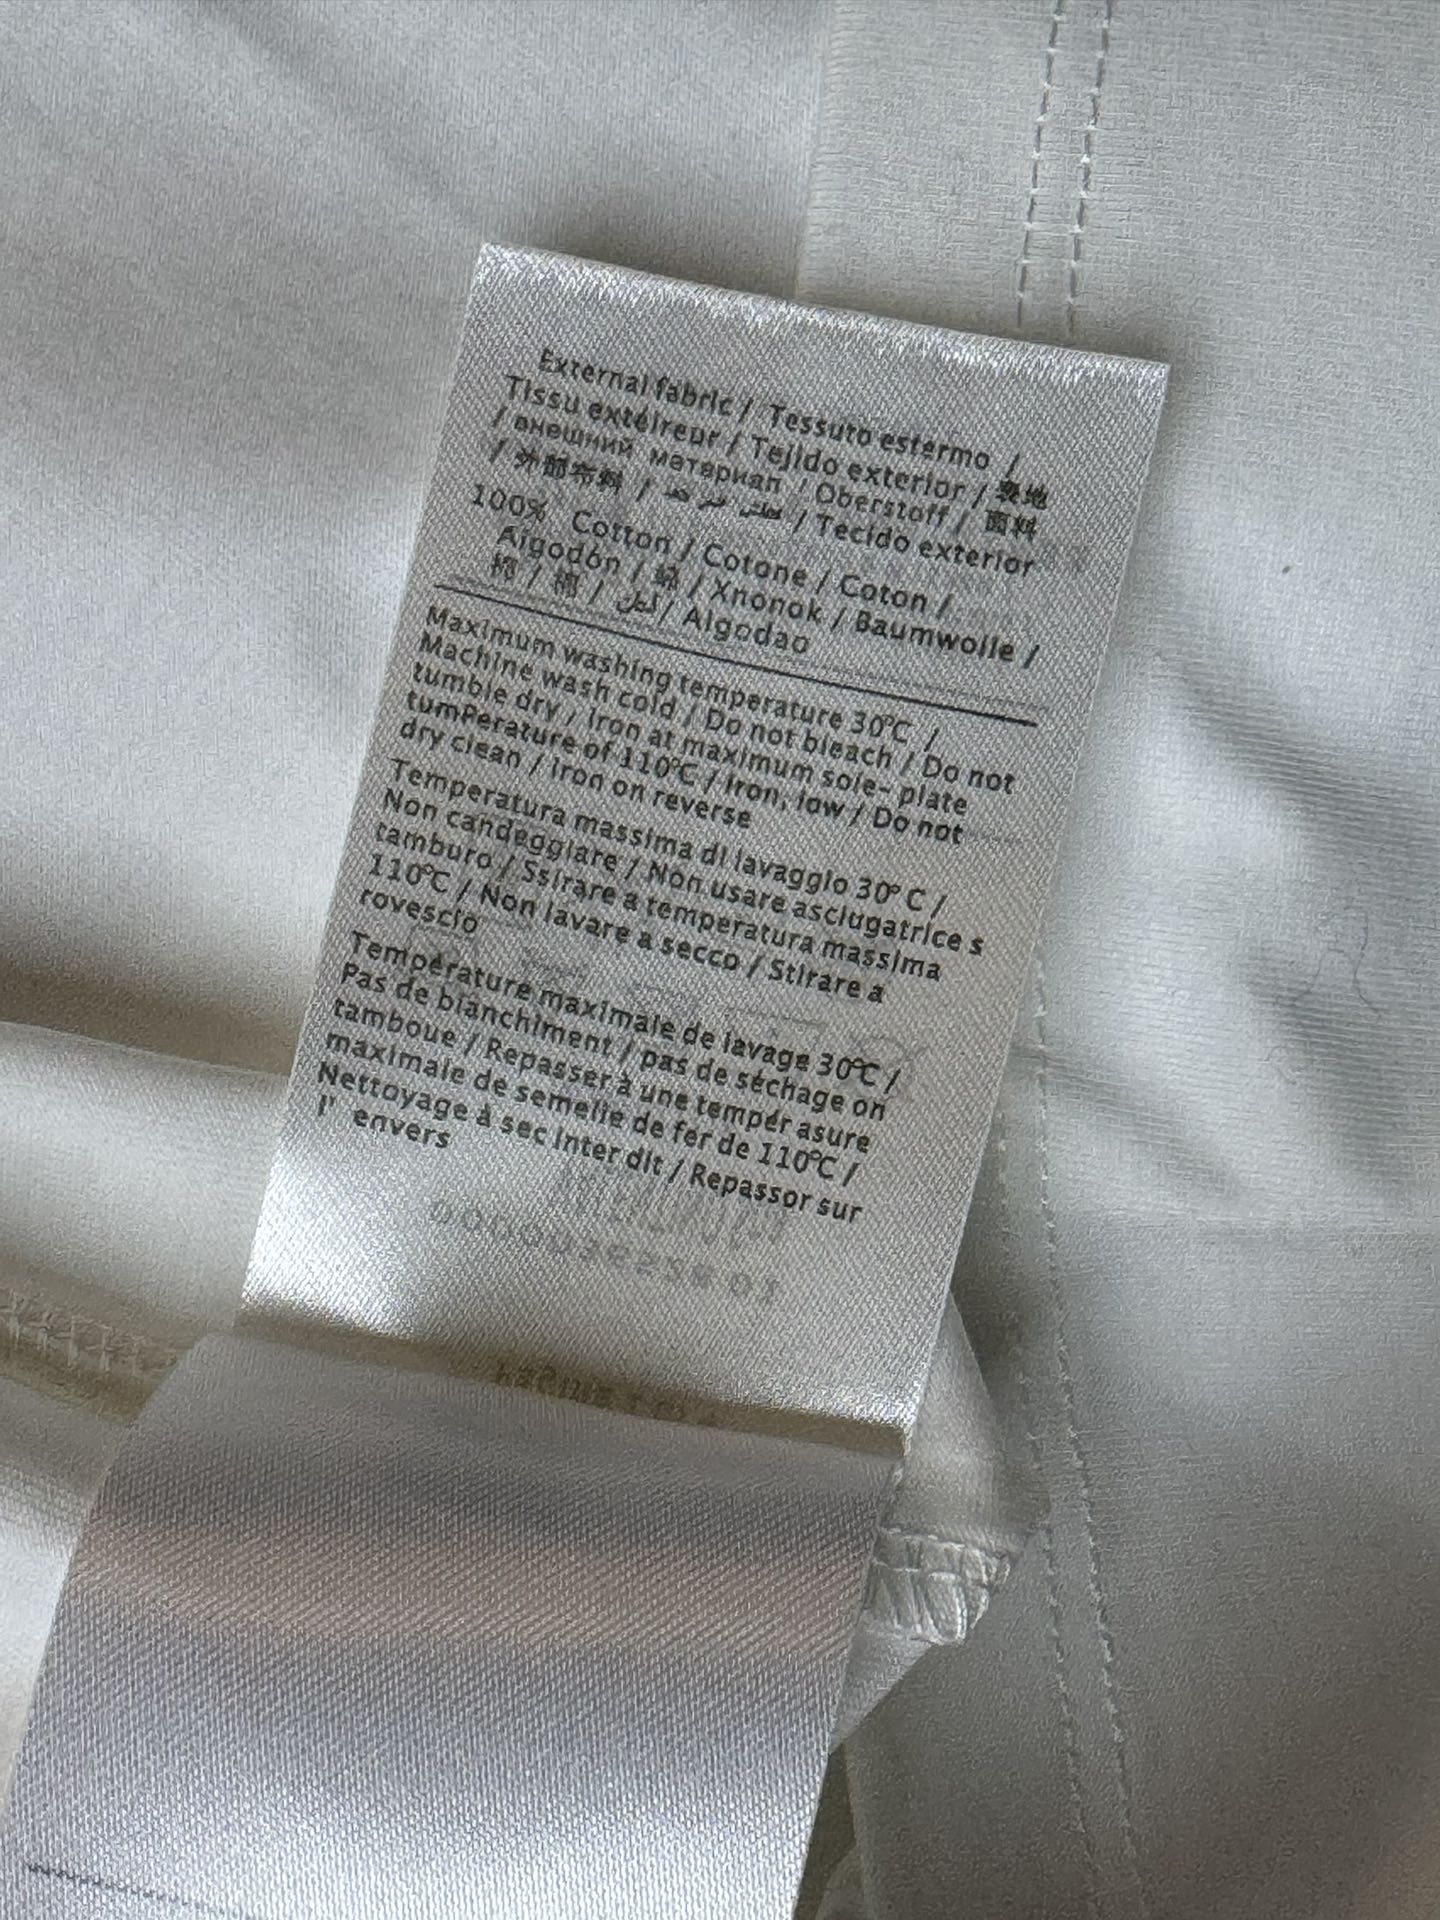 External fabric / Tessuto estermo /
Tissu extéireur / Tejido exterior / 表地
/ внешний материал / Oberstoff / 面料
/ 外部布料 / / Tecido exterior
100% Cotton / Cotone / Coton /
Algodón / 綿 / Xnonok / Baumwolle /
棉 / 棉 / / Algodao
Maximum washing temperature 30°C /
Machine wash cold / Do not bleach / Do not
tumble dry / Iron at maximum sole- plate
tumPerature of 110°C / Iron, low / Do not
dry clean / Iron on reverse
Temperatura massima di lavaggio 30° C /
Non candeggiare / Non usare asciugatrice s
tamburo / Ssirare a temperatura massima
110°C / Non lavare a secco / Stirare a
rovescio
Température maximale de lavage 30°C /
Pas de blanchiment / pas de séchage on
tamboue / Repasser à une tempér asure
maximale de semelle de fer de 110°C /
Nettoyage à sec inter dit / Repassor sur
l' envers